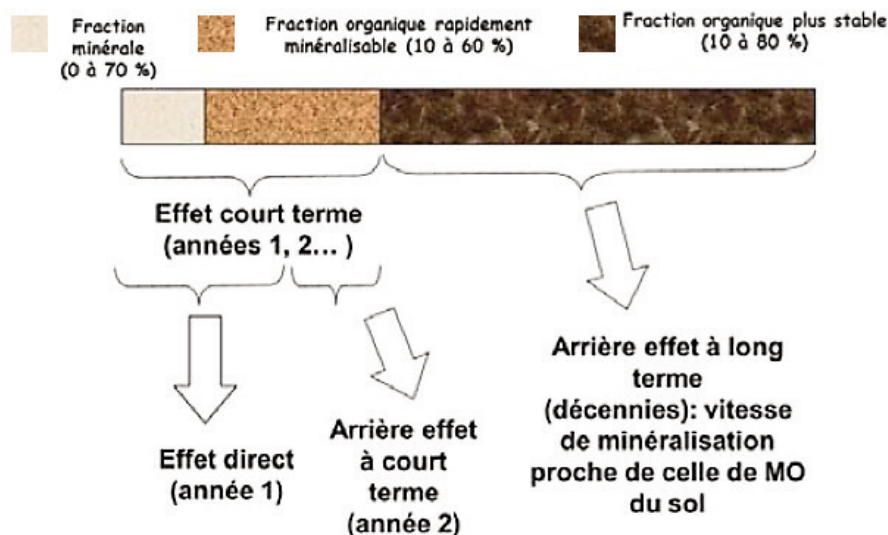 Fraction
minérale
(0 à 70 %)
Fraction organique rapidement
minéralisable (10 à 60 %)
Fraction organique plus stable
(10 à 80 %)
Effet court terme
(années 1, 2… )
Effet direct
(année 1)
Arrière effet
à court
terme
(année 2)
Arrière effet à long
terme
(décennies): vitesse
de minéralisation
proche de celle de MO
du sol